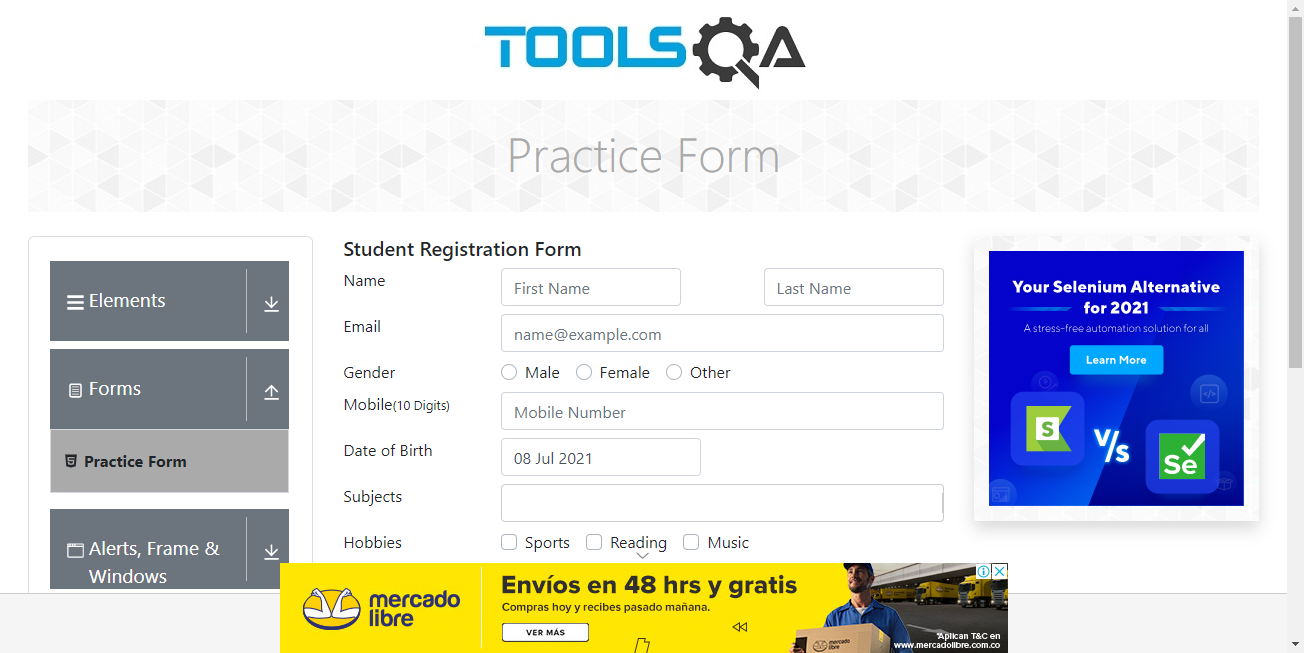 TOOLSQA
Practice Form
Elements
Forms
Practice Form
Alerts, Frame &
Windows
Student Registration Form
Name
First Name
Last Name
Email
name@example.com
Gender
Male
Female
Other
Mobile(10 Digits)
Mobile Number
Date of Birth
08 Jul 2021
Subjects
Hobbies
Sports
Reading
Music
Your Selenium Alternative
for 2021
A stress-free automation solution for all
Learn More
S
V/s
Se
mercado
libre
Envíos en 48 hrs y gratis
Compras hoy y recibes pasado mañana.
VER MÁS
mercado
libre
*Aplican T&C en
www.mercadolibre.com.co